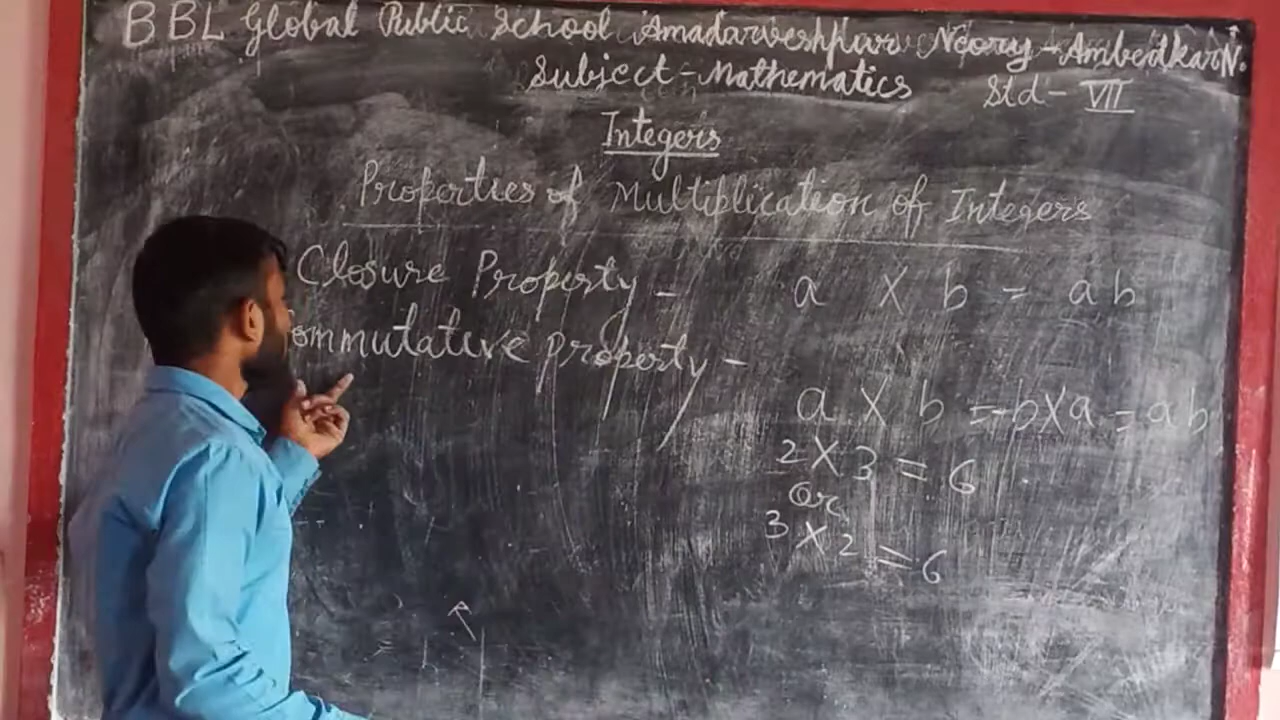 BBL Global Public School Amadarveshpur Neory - Ambedkar N.
Subject - Mathematics Std - VII
Integers
Properties of Multiplication of Integers
Closure Property - a X b = ab
ommutative property -
a X b = b X a = ab
2 X 3 = 6
Or
3 X 2 = 6